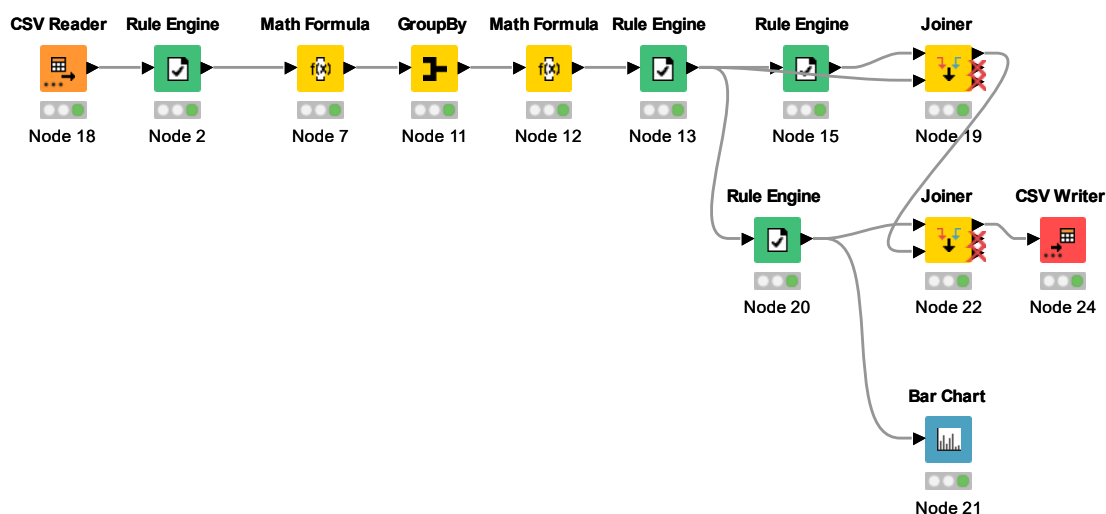 CSV Reader Rule Engine Math Formula GroupBy Math Formula Rule Engine Rule Engine Joiner
f(x) f(x)
Node 18 Node 2 Node 7 Node 11 Node 12 Node 13 Node 15 Node 19
Rule Engine Joiner CSV Writer
Node 20 Node 22 Node 24
Bar Chart
Node 21